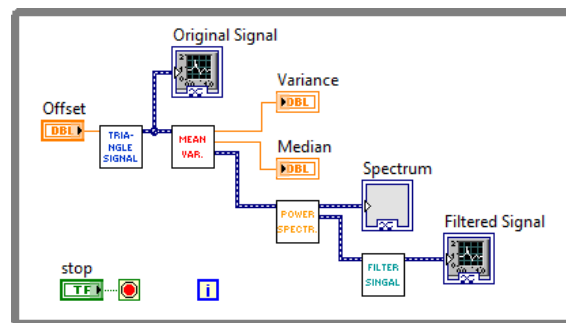 Original Signal
Variance
DBL
Offset
DBL
TRIA-
NGLE
SIGNAL
MEAN
VAR.
Median
DBL
Spectrum
POWER
SPECTR.
Filtered Signal
FILTER
SINGAL
stop
TF
i